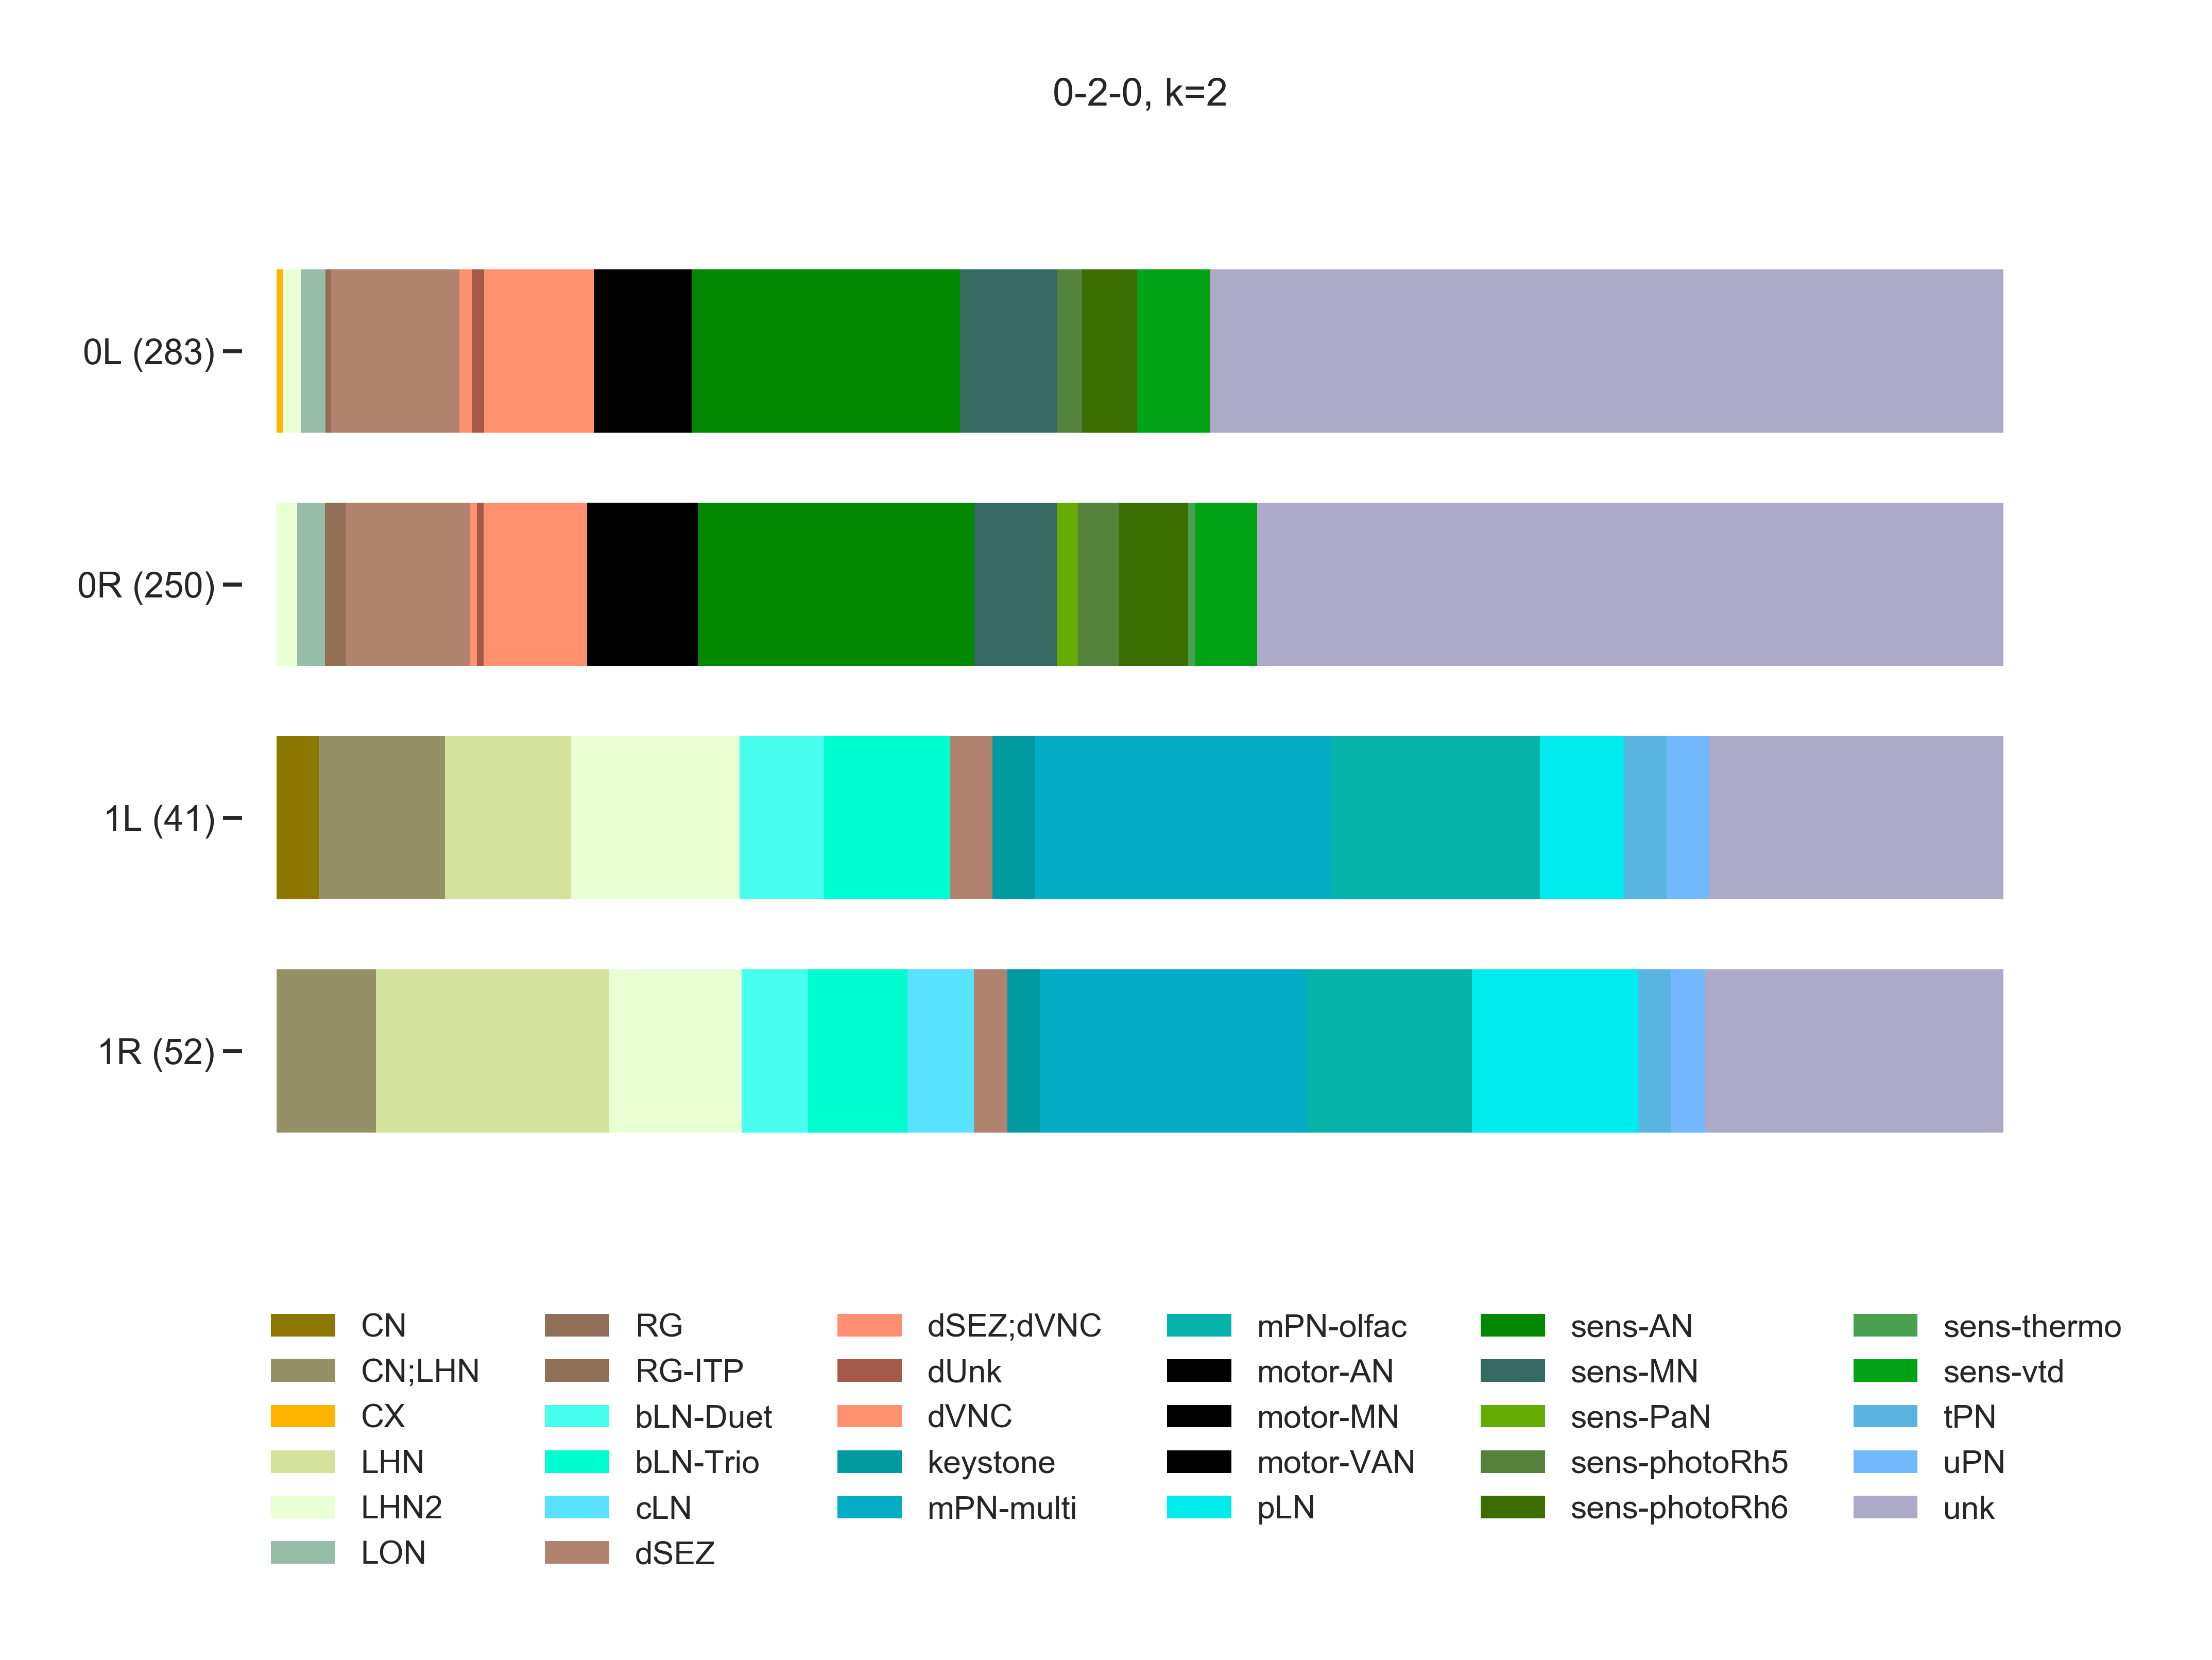 0-2-0, k=2
0L (283)
0R (250)
1L (41)
1R (52)
CN
CN;LHN
CX
LHN
LHN2
LON
RG
RG-ITP
bLN-Duet
bLN-Trio
cLN
dSEZ
dSEZ;dVNC
dUnk
dVNC
keystone
mPN-multi
mPN-olfac
motor-AN
motor-MN
motor-VAN
pLN
sens-AN
sens-MN
sens-PaN
sens-photoRh5
sens-photoRh6
sens-thermo
sens-vtd
tPN
uPN
unk